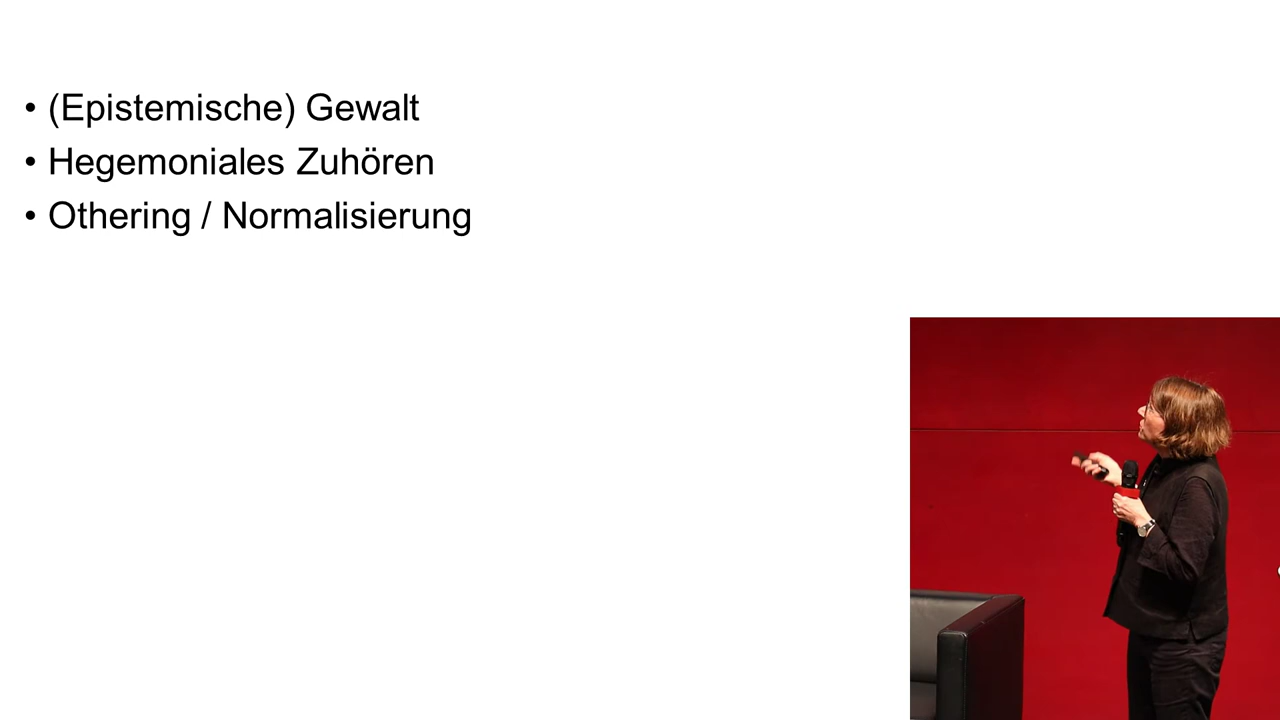 • (Epistemische) Gewalt
• Hegemoniales Zuhören
• Othering / Normalisierung